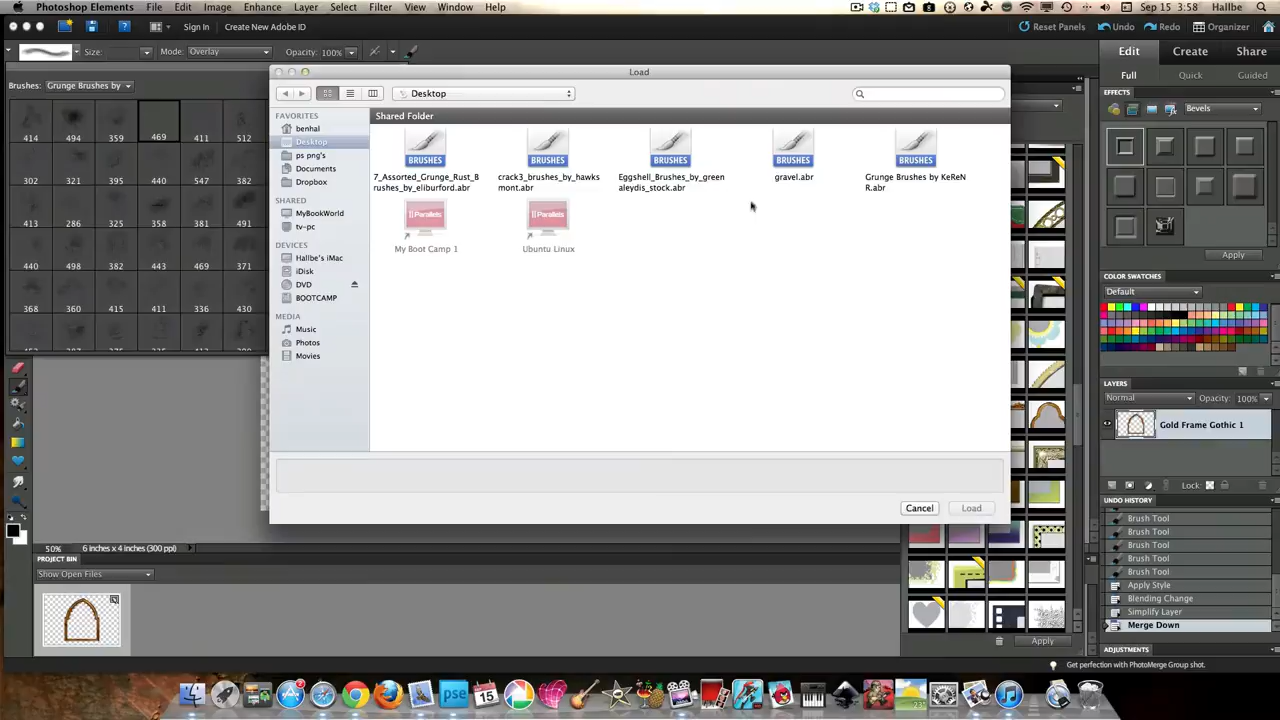 Photoshop Elements File Edit Image Enhance Layer Select Filter View Window Help Sep 15 3:58 Hallbe
Sign In Create New Adobe ID Reset Panels Undo Redo Organizer
Size: Mode: Overlay Opacity: 100% Edit Create Share
Load
Full Quick Guided
Brushes: Grunge Brushes by
Desktop
EFFECTS
Bevels
FAVORITES
benhal
Desktop
ps png's
Documents
Dropbox
SHARED
MyBookWorld
tv-pc
DEVICES
Hallbe's iMac
iDisk
DVD
BOOTCAMP
MEDIA
Music
Photos
Movies
Shared Folder
BRUSHES BRUSHES BRUSHES BRUSHES BRUSHES
7_Assorted_Grunge_Rust_B
rushes_by_eliburford.abr
crack3_brushes_by_hawks
mont.abr
Eggshell_Brushes_by_green
aleydis_stock.abr
gravel.abr
Grunge Brushes by KeReN
R.abr
Parallels Parallels
My Boot Camp 1 Ubuntu Linux
Cancel Load
414 494 359 469 411 512
302 321 395 440 547 382
413 286 325 358 481 491
440 498 382 443 469 371
368 360 415 411 336 430
Apply
COLOR SWATCHES
Default
LAYERS
Normal Opacity: 100%
Gold Frame Gothic 1
Lock:
UNDO HISTORY
Brush Tool
Brush Tool
Brush Tool
Brush Tool
Brush Tool
Apply Style
Blending Change
Simplify Layer
Merge Down
ADJUSTMENTS
50% 6 inches x 4 inches (300 ppi)
PROJECT BIN
Show Open Files
Apply
Get perfection with PhotoMerge Group shot.
pse
15